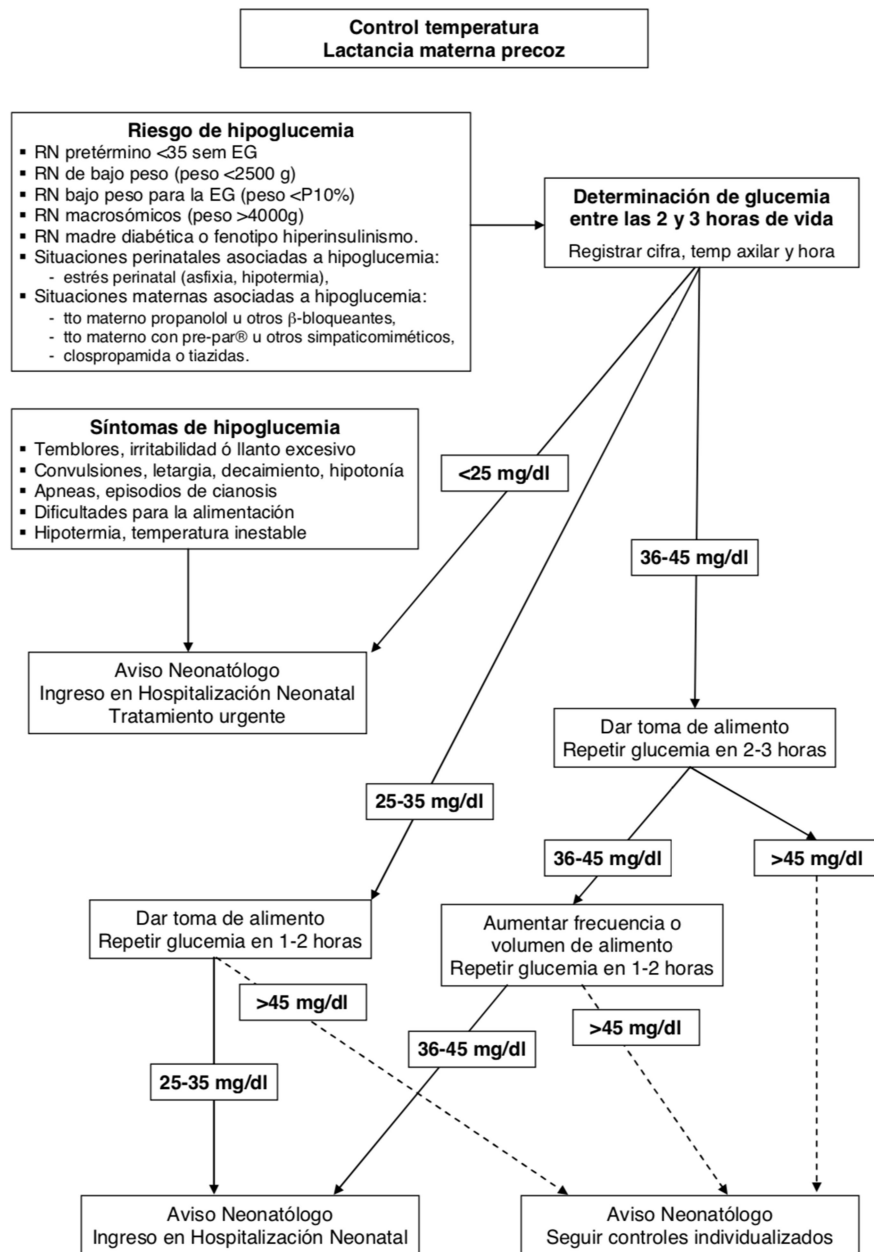 Control temperatura
Lactancia materna precoz
Riesgo de hipoglucemia
▪ RN pretérmino <35 sem EG
▪ RN de bajo peso (peso <2500 g)
▪ RN bajo peso para la EG (peso <P10%)
▪ RN macrosómicos (peso >4000g)
▪ RN madre diabética o fenotipo hiperinsulinismo.
▪ Situaciones perinatales asociadas a hipoglucemia:
- estrés perinatal (asfixia, hipotermia),
▪ Situaciones maternas asociadas a hipoglucemia:
- tto materno propanolol u otros β-bloqueantes,
- tto materno con pre-par® u otros simpaticomiméticos,
- clospropamida o tiazidas.
Determinación de glucemia
entre las 2 y 3 horas de vida
Registrar cifra, temp axilar y hora
Síntomas de hipoglucemia
▪ Temblores, irritabilidad ó llanto excesivo
▪ Convulsiones, letargia, decaimiento, hipotonía
▪ Apneas, episodios de cianosis
▪ Dificultades para la alimentación
▪ Hipotermia, temperatura inestable
<25 mg/dl
36-45 mg/dl
Aviso Neonatólogo
Ingreso en Hospitalización Neonatal
Tratamiento urgente
Dar toma de alimento
Repetir glucemia en 2-3 horas
25-35 mg/dl
36-45 mg/dl
>45 mg/dl
Dar toma de alimento
Repetir glucemia en 1-2 horas
Aumentar frecuencia o
volumen de alimento
Repetir glucemia en 1-2 horas
>45 mg/dl
>45 mg/dl
36-45 mg/dl
25-35 mg/dl
Aviso Neonatólogo
Ingreso en Hospitalización Neonatal
Aviso Neonatólogo
Seguir controles individualizados